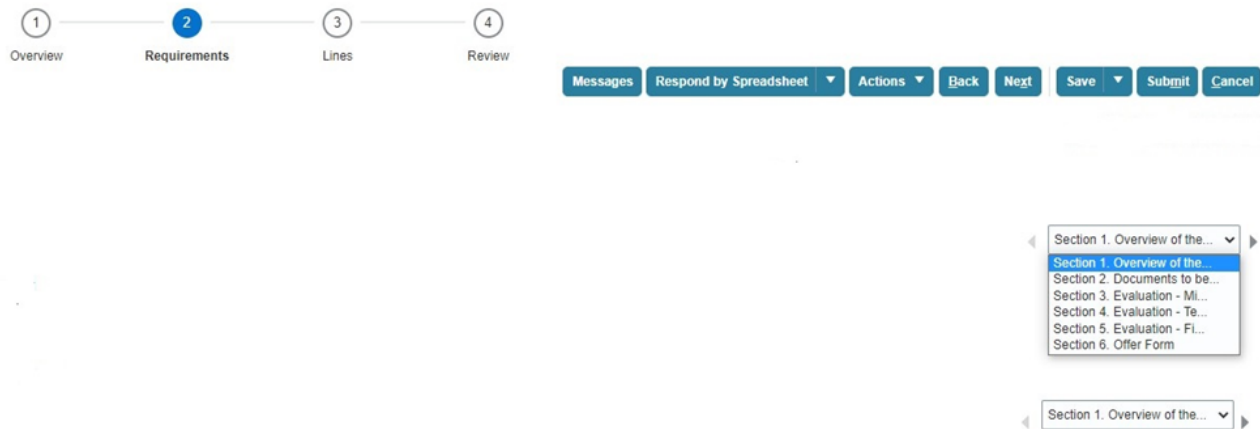 1 2 3 4
Overview Requirements Lines Review
Messages Respond by Spreadsheet Actions Back Next Save Submit Cancel
Section 1. Overview of the...
Section 1. Overview of the...
Section 2. Documents to be...
Section 3. Evaluation - Mi...
Section 4. Evaluation - Te...
Section 5. Evaluation - Fi...
Section 6. Offer Form
Section 1. Overview of the...